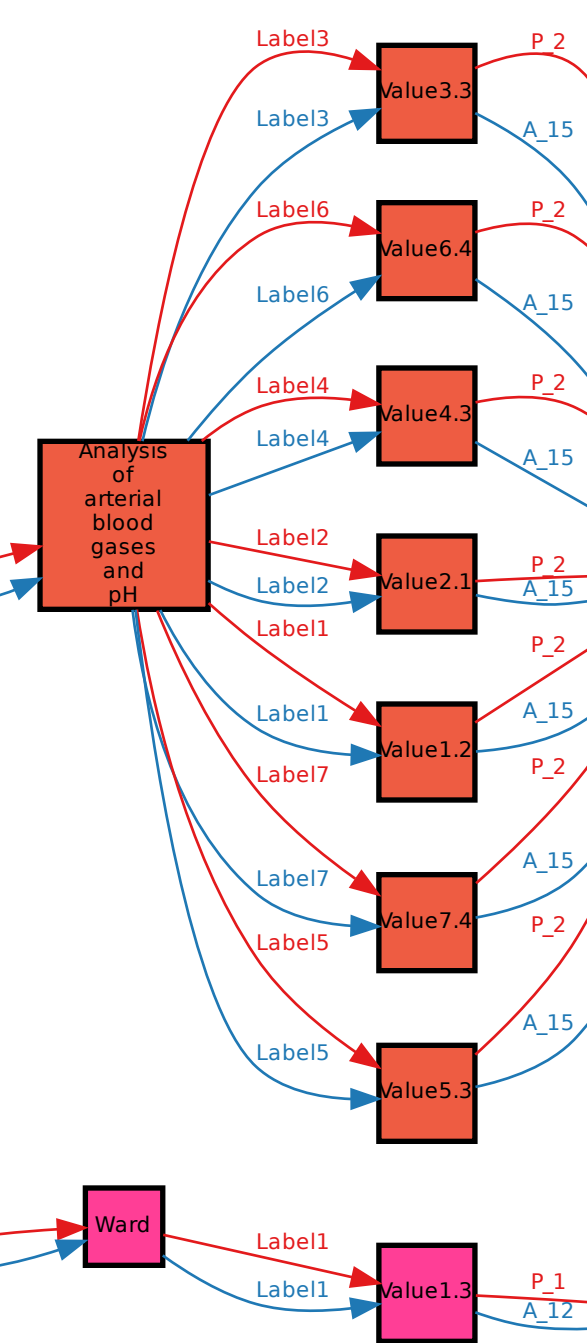 Label3
P_2
Value3.3
Label3
A_15
Label6
P_2
Value6.4
Label6
A_15
Label4
P_2
Value4.3
Label4
A_15
Analysis
of
arterial
blood
gases
and
pH
Label2
P_2
Value2.1
Label2
A_15
Label1
P_2
Value1.2
Label1
A_15
Label7
P_2
Value7.4
Label7
A_15
Label5
P_2
Value5.3
Label5
A_15
Ward
Label1
P_1
Value1.3
Label1
A_12